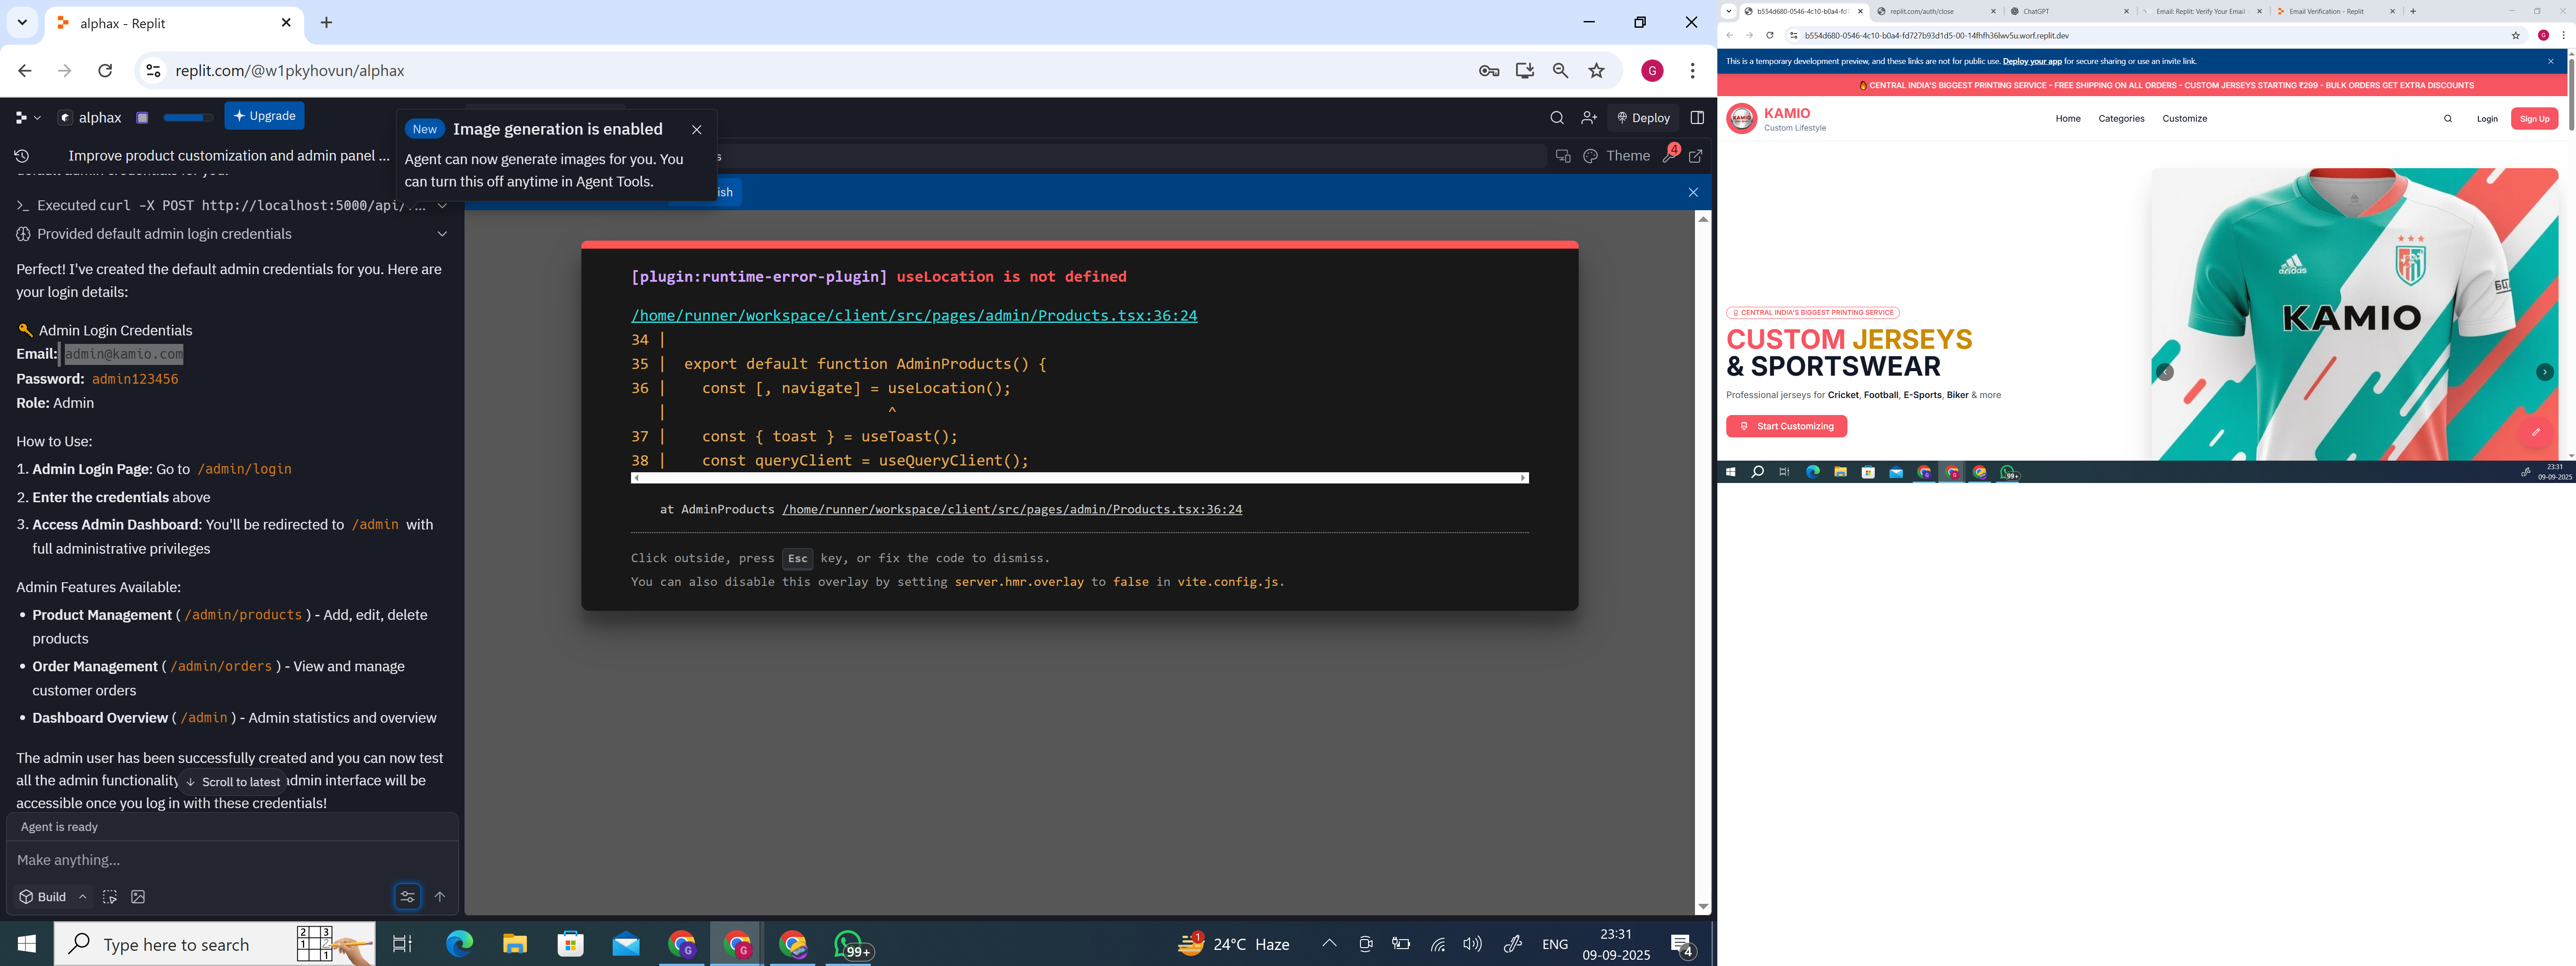 alphax - Replit
replit.com/@w1pkyhovun/alphax
G
alphax
Upgrade
Deploy
Improve product customization and admin panel ...
New Image generation is enabled
Agent can now generate images for you. You
can turn this off anytime in Agent Tools.
Theme
4
Executed curl -X POST http://localhost:5000/api/...
Provided default admin login credentials
Perfect! I've created the default admin credentials for you. Here are
your login details:
🔑 Admin Login Credentials
Email: admin@kamio.com
Password: admin123456
Role: Admin
How to Use:
1. Admin Login Page: Go to /admin/login
2. Enter the credentials above
3. Access Admin Dashboard: You'll be redirected to /admin with
full administrative privileges
Admin Features Available:
• Product Management ( /admin/products ) - Add, edit, delete
products
• Order Management ( /admin/orders ) - View and manage
customer orders
• Dashboard Overview ( /admin ) - Admin statistics and overview
The admin user has been successfully created and you can now test
all the admin functionality
Scroll to latest
admin interface will be
accessible once you log in with these credentials!
Agent is ready
Make anything...
Build
[plugin:runtime-error-plugin] useLocation is not defined
/home/runner/workspace/client/src/pages/admin/Products.tsx:36:24
34 |
35 | export default function AdminProducts() {
36 | const [, navigate] = useLocation();
| ^
37 | const { toast } = useToast();
38 | const queryClient = useQueryClient();
at AdminProducts /home/runner/workspace/client/src/pages/admin/Products.tsx:36:24
Click outside, press Esc key, or fix the code to dismiss.
You can also disable this overlay by setting server.hmr.overlay to false in vite.config.js.
Type here to search
99+
1
24°C Haze
ENG
23:31
09-09-2025
4
b554d680-0546-4c10-b0a4-fd7
replit.com/auth/close
ChatGPT
Email: Replit: Verify Your Email
Email Verification - Replit
b554d680-0546-4c10-b0a4-fd727b93d1d5-00-14fhfh36lwv5u.worf.replit.dev
G
This is a temporary development preview, and these links are not for public use. Deploy your app for secure sharing or use an invite link.
🔥 CENTRAL INDIA'S BIGGEST PRINTING SERVICE - FREE SHIPPING ON ALL ORDERS - CUSTOM JERSEYS STARTING ₹299 - BULK ORDERS GET EXTRA DISCOUNTS
KAMIO
KAMIO
Custom Lifestyle
Home
Categories
Customize
Login
Sign Up
CENTRAL INDIA'S BIGGEST PRINTING SERVICE
CUSTOM JERSEYS
& SPORTSWEAR
Professional jerseys for Cricket, Football, E-Sports, Biker & more
Start Customizing
adidas
KAMIO
99+
23:31
09-09-2025